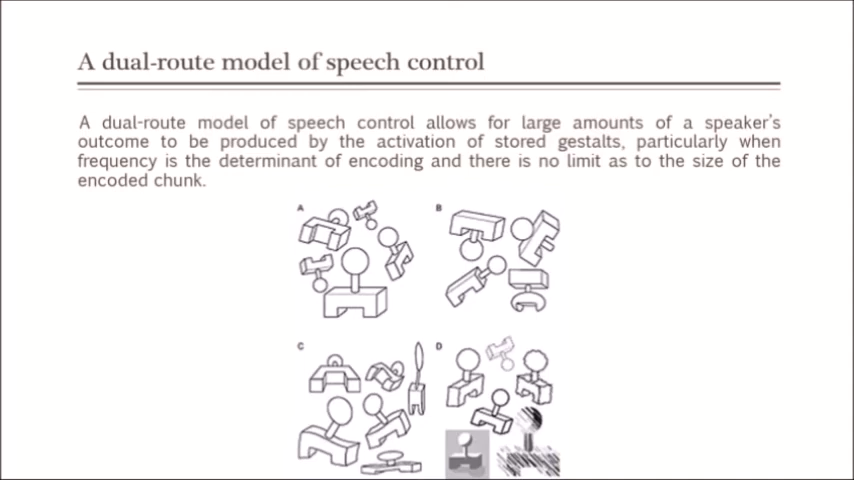 A dual-route model of speech control
A dual-route model of speech control allows for large amounts of a speaker's
outcome to be produced by the activation of stored gestalts, particularly when
frequency is the determinant of encoding and there is no limit as to the size of the
encoded chunk.
A B
C D